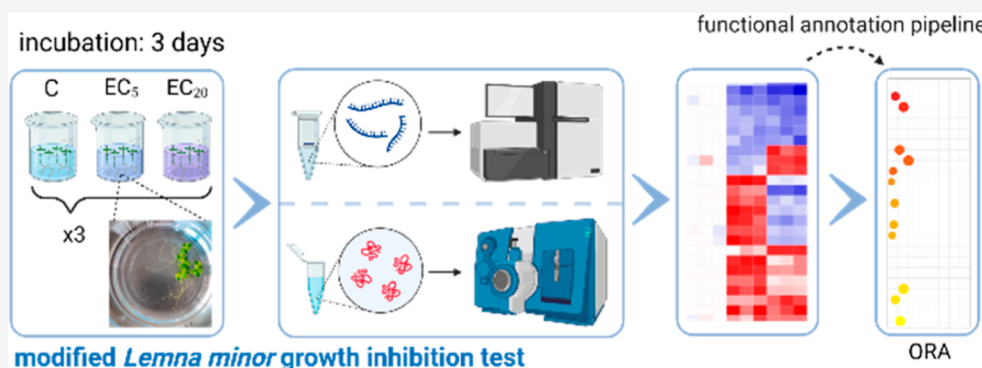 functional annotation pipeline
incubation: 3 days
C EC₅ EC₂₀
x3
ORA
modified Lemna minor growth inhibition test